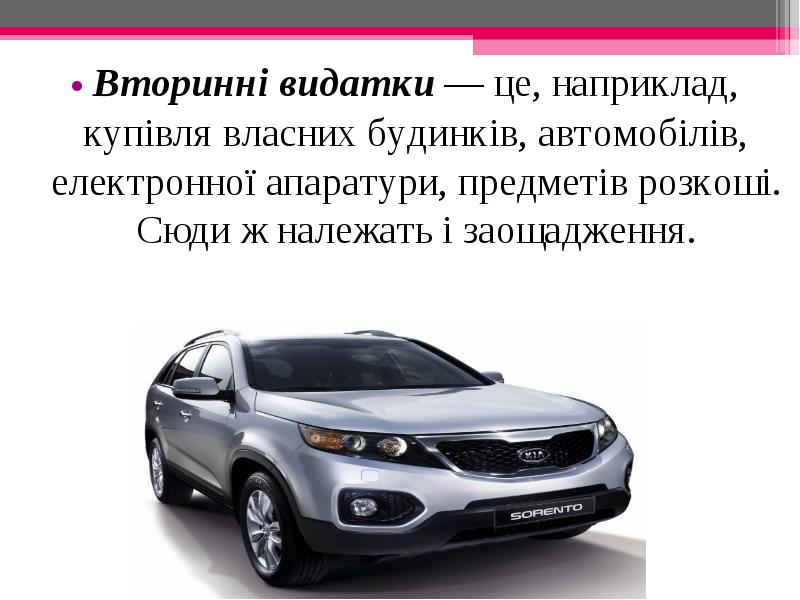 • Вторинні видатки — це, наприклад,
купівля власних будинків, автомобілів,
електронної апаратури, предметів розкоші.
Сюди ж належать і заощадження.
KIA
SORENTO